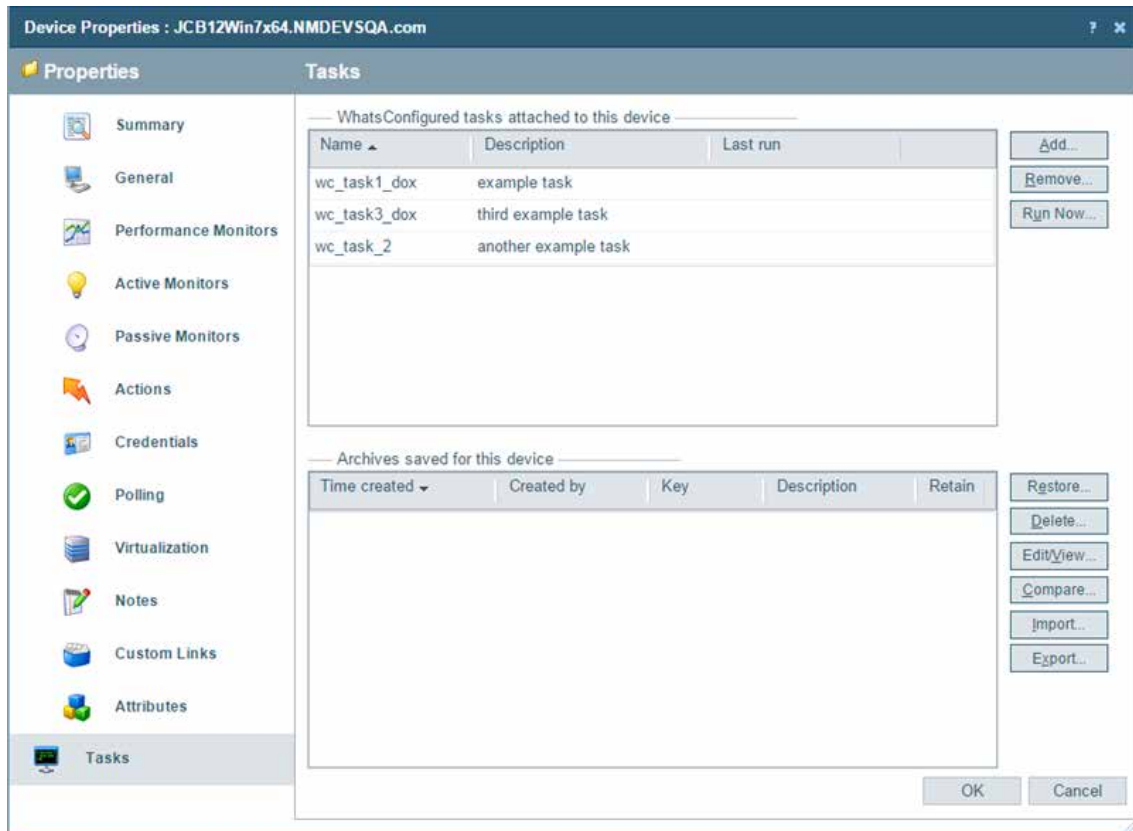 Device Properties : JCB12Win7x64.NMDEVSQA.com ? ×
Properties
Tasks
Summary
General
Performance Monitors
Active Monitors
Passive Monitors
Actions
Credentials
Polling
Virtualization
Notes
Custom Links
Attributes
Tasks
WhatsConfigured tasks attached to this device
Name Description Last run
wc_task1_dox example task
wc_task3_dox third example task
wc_task_2 another example task
Add...
Remove...
Run Now...
Archives saved for this device
Time created Created by Key Description Retain
Restore...
Delete...
Edit/View...
Compare...
Import...
Export...
OK Cancel